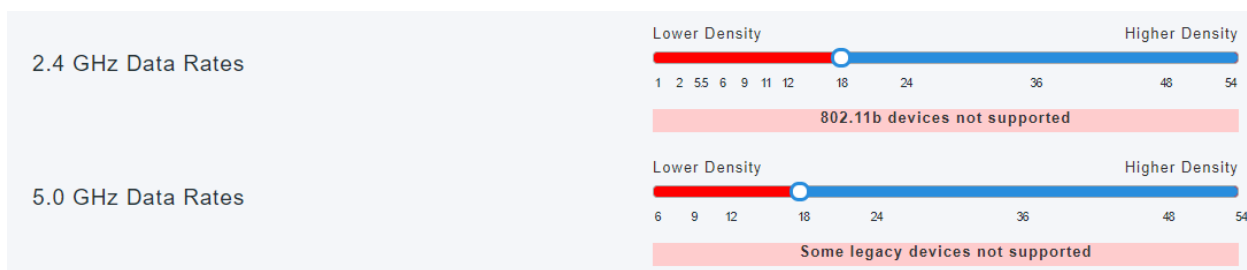 Lower Density Higher Density
2.4 GHz Data Rates
1 2 5.5 6 9 11 12 18 24 36 48 54
802.11b devices not supported
Lower Density Higher Density
5.0 GHz Data Rates
6 9 12 18 24 36 48 54
Some legacy devices not supported